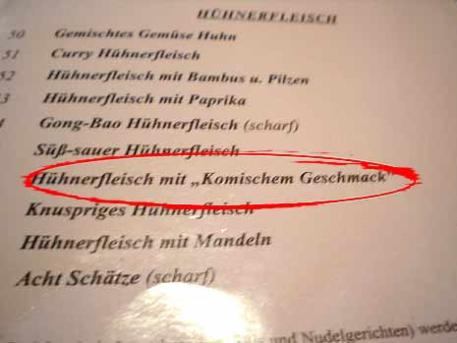 HÜHNERFLEISCH
50 Gemischtes Gemüse Huhn
51 Curry Hühnerfleisch
52 Hühnerfleisch mit Bambus u. Pilzen
3 Hühnerfleisch mit Paprika
Gong-Bao Hühnerfleisch (scharf)
Süß-sauer Hühnerfleisch
Hühnerfleisch mit „Komischem Geschmack"
Knuspriges Hühnerfleisch
Hühnerfleisch mit Mandeln
Acht Schätze (scharf)
und Nudelgerichten) werde